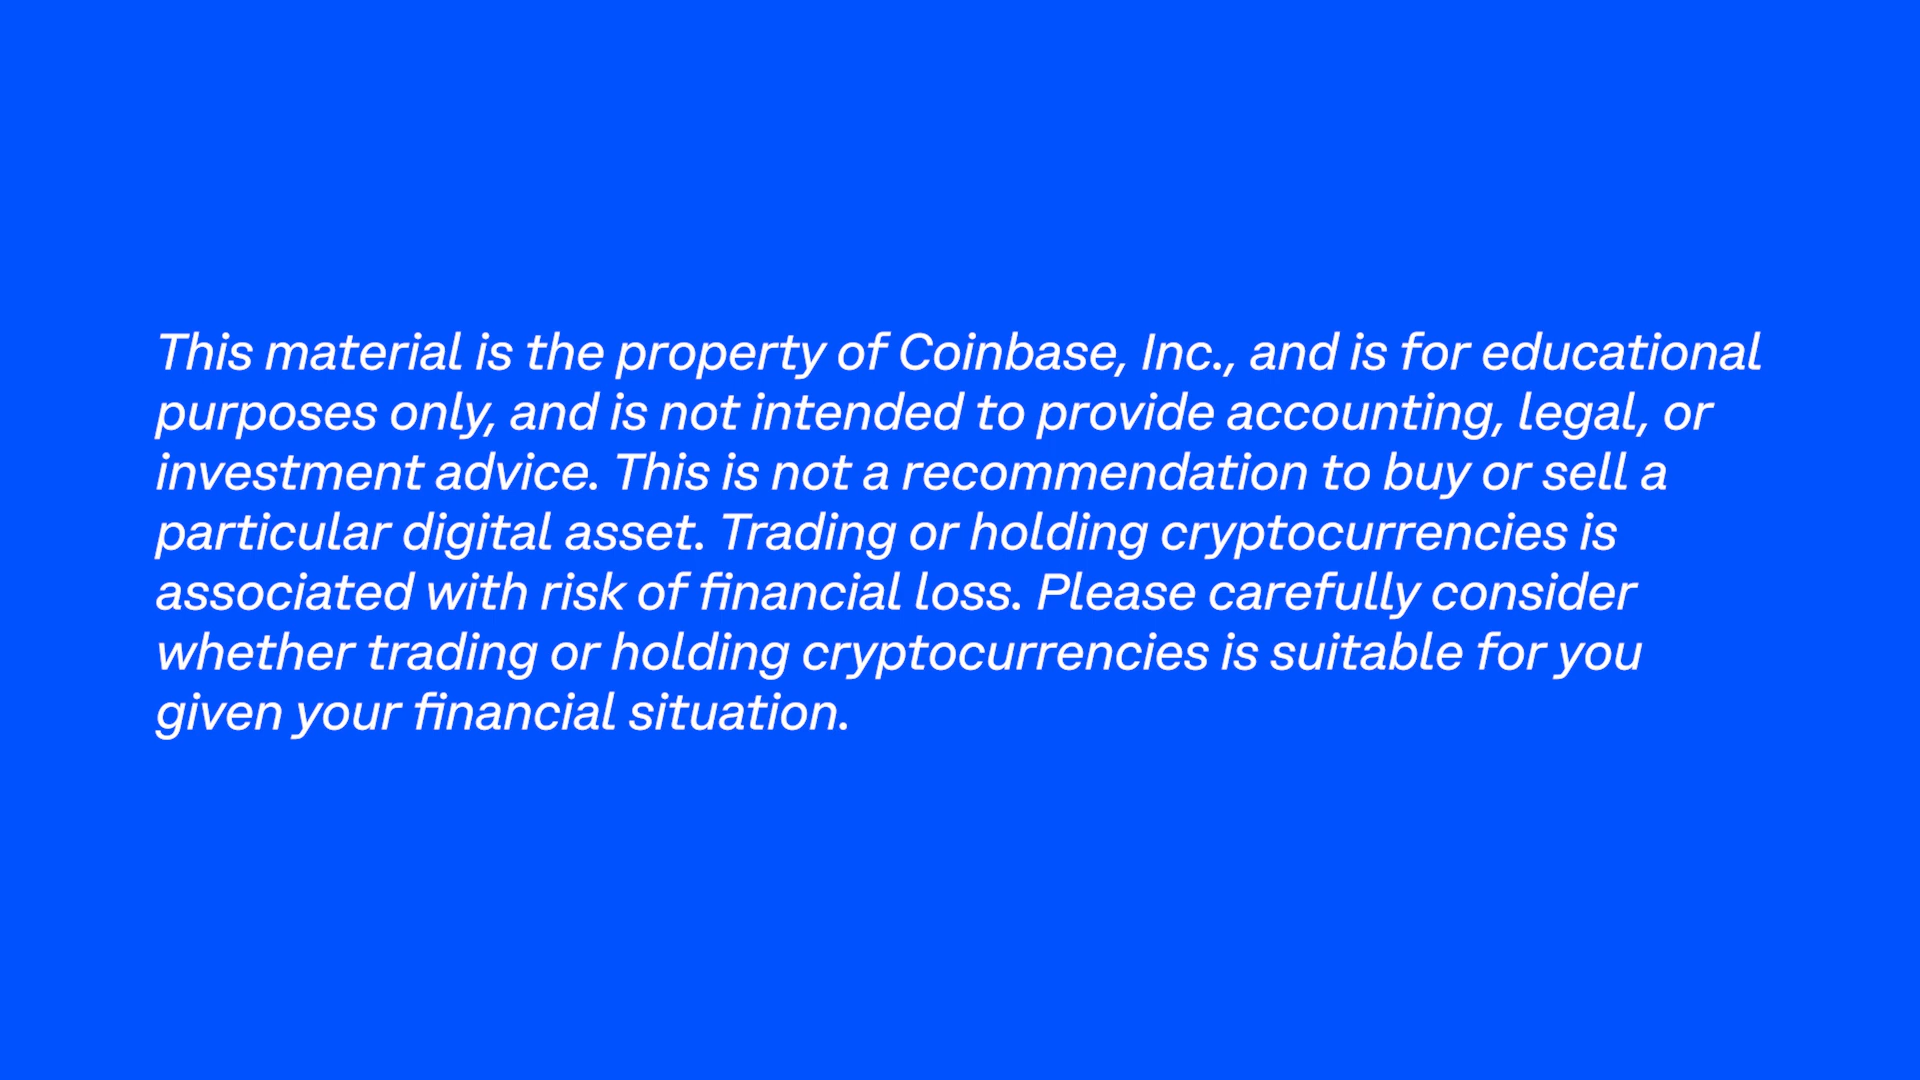 This material is the property of Coinbase, Inc., and is for educational
purposes only, and is not intended to provide accounting, legal, or
investment advice. This is not a recommendation to buy or sell a
particular digital asset. Trading or holding cryptocurrencies is
associated with risk of financial loss. Please carefully consider
whether trading or holding cryptocurrencies is suitable for you
given your financial situation.